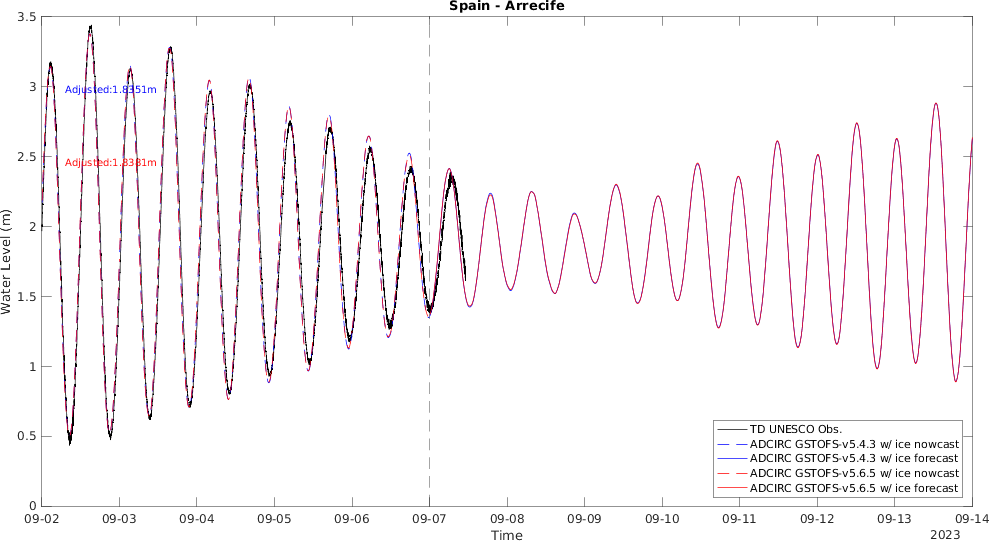 Spain - Arrecife
3.5
3
2.5
2
1.5
1
0.5
0
Water Level (m)
Adjusted:1.8351m
Adjusted:1.8381m
TD UNESCO Obs.
ADCIRC GSTOFS-v5.4.3 w/ ice nowcast
ADCIRC GSTOFS-v5.4.3 w/ ice forecast
ADCIRC GSTOFS-v5.6.5 w/ ice nowcast
ADCIRC GSTOFS-v5.6.5 w/ ice forecast
09-02 09-03 09-04 09-05 09-06 09-07 09-08 09-09 09-10 09-11 09-12 09-13 09-14
Time
2023